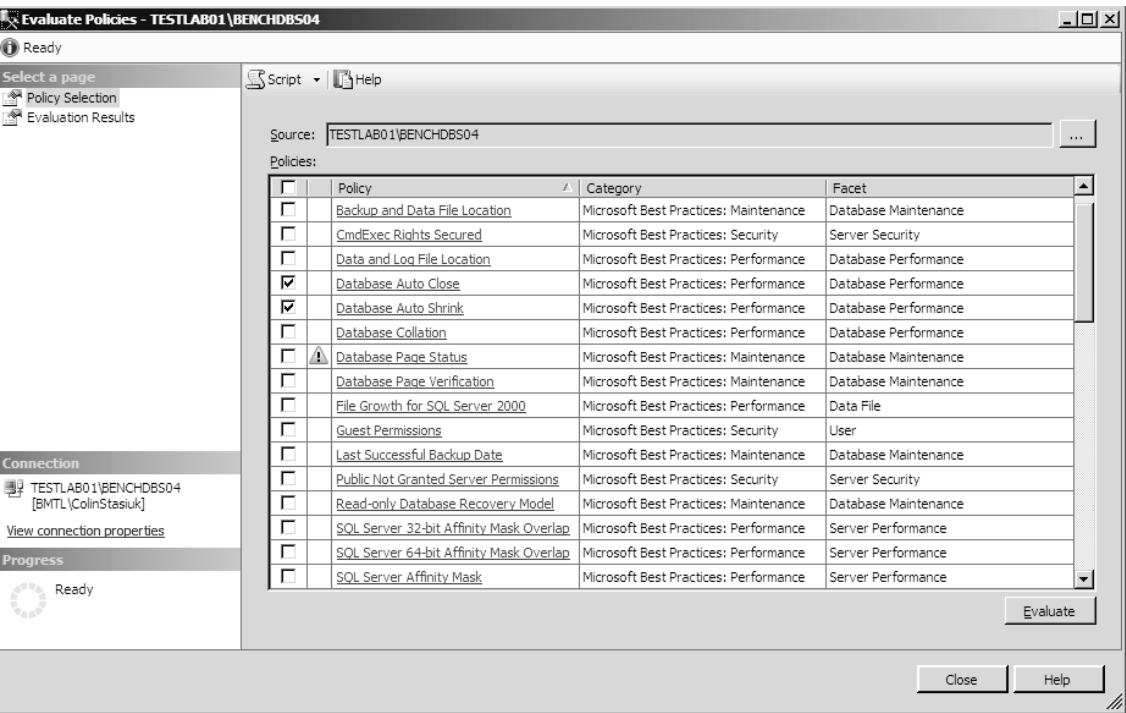 Evaluate Policies - TESTLAB01\BENCHDBS04
Ready
Select a page
Policy Selection
Evaluation Results
Script Help
Source: TESTLAB01\BENCHDBS04 ...
Policies:
Policy Category Facet
Backup and Data File Location Microsoft Best Practices: Maintenance Database Maintenance
CmdExec Rights Secured Microsoft Best Practices: Security Server Security
Data and Log File Location Microsoft Best Practices: Performance Database Performance
Database Auto Close Microsoft Best Practices: Performance Database Performance
Database Auto Shrink Microsoft Best Practices: Performance Database Performance
Database Collation Microsoft Best Practices: Performance Database Performance
Database Page Status Microsoft Best Practices: Maintenance Database Maintenance
Database Page Verification Microsoft Best Practices: Maintenance Database Maintenance
File Growth for SQL Server 2000 Microsoft Best Practices: Performance Data File
Guest Permissions Microsoft Best Practices: Security User
Last Successful Backup Date Microsoft Best Practices: Maintenance Database Maintenance
Public Not Granted Server Permissions Microsoft Best Practices: Security Server Security
Read-only Database Recovery Model Microsoft Best Practices: Maintenance Database Maintenance
SQL Server 32-bit Affinity Mask Overlap Microsoft Best Practices: Performance Server Performance
SQL Server 64-bit Affinity Mask Overlap Microsoft Best Practices: Performance Server Performance
SQL Server Affinity Mask Microsoft Best Practices: Performance Server Performance
Evaluate
Connection
TESTLAB01\BENCHDBS04
[BMTL\ColinStasiuk]
View connection properties
Progress
Ready
Close Help